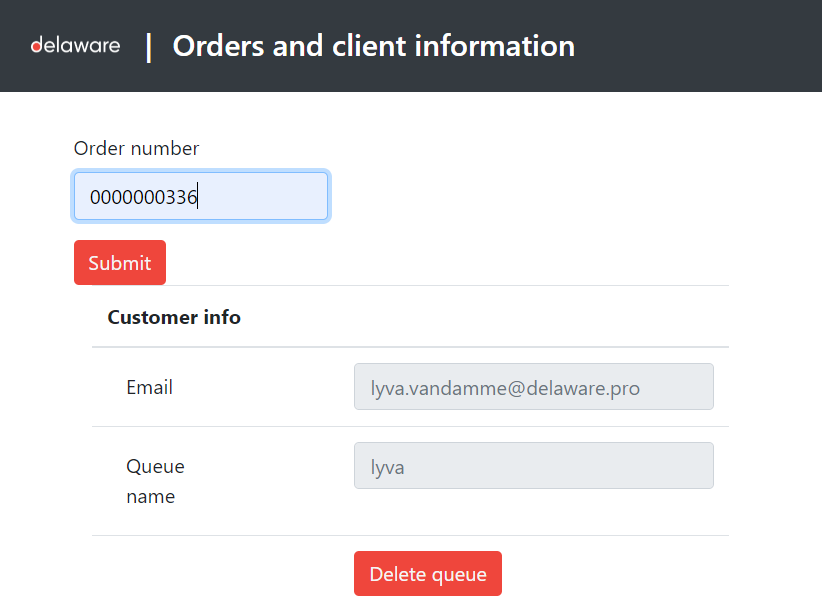 delaware | Orders and client information
Order number
0000000336
Submit
Customer info
Email
lyva.vandamme@delaware.pro
Queue
name
lyva
Delete queue